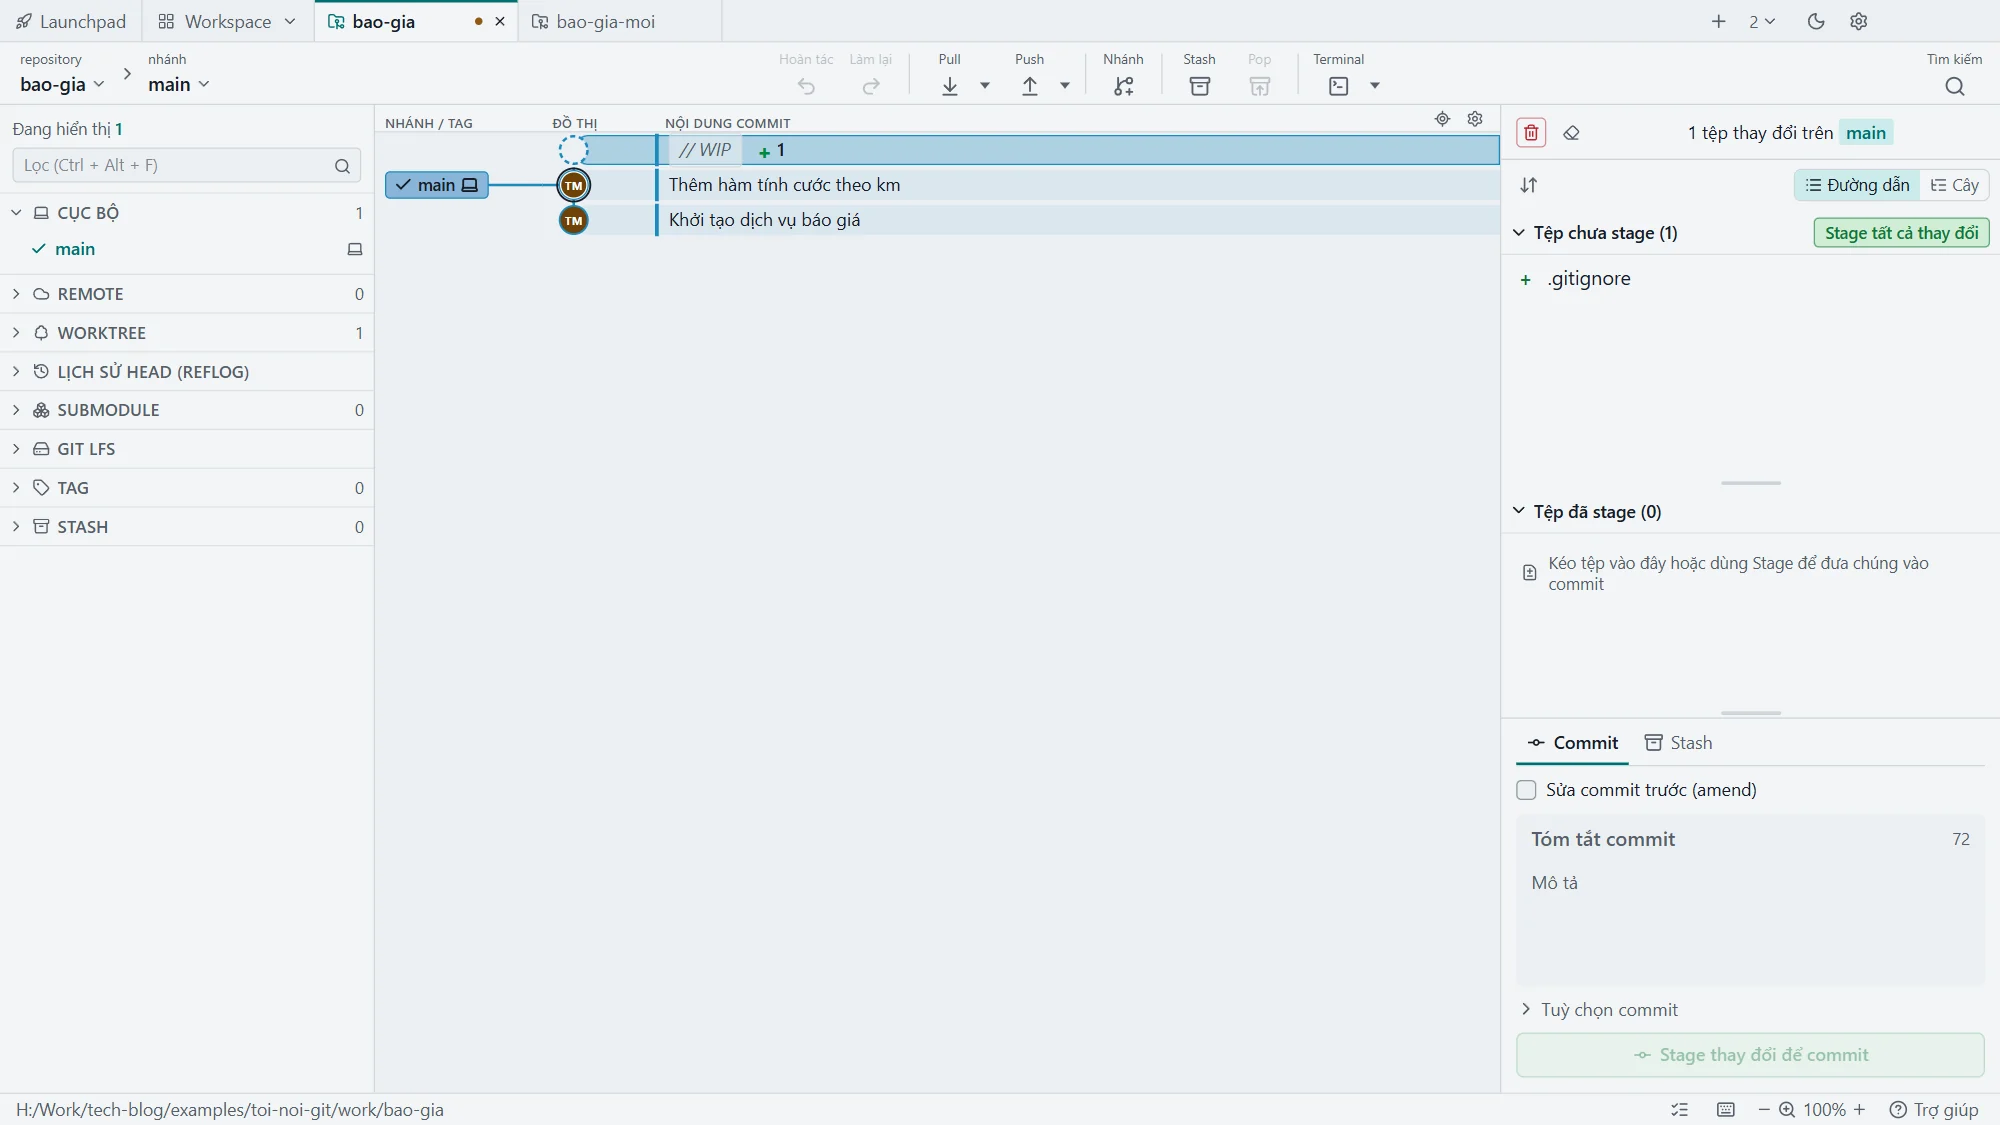 Launchpad
Workspace
bao-gia
bao-gia-moi
2
repository
bao-gia
nhánh
main
Hoàn tác
Làm lại
Pull
Push
Nhánh
Stash
Pop
Terminal
Tìm kiếm
Đang hiển thị 1
Lọc (Ctrl + Alt + F)
CỤC BỘ 1
main
REMOTE 0
WORKTREE 1
LỊCH SỬ HEAD (REFLOG)
SUBMODULE 0
GIT LFS
TAG 0
STASH 0
NHÁNH / TAG
ĐỒ THỊ
NỘI DUNG COMMIT
// WIP + 1
main TM Thêm hàm tính cước theo km
TM Khởi tạo dịch vụ báo giá
1 tệp thay đổi trên main
Đường dẫn
Cây
Tệp chưa stage (1)
Stage tất cả thay đổi
+ .gitignore
Tệp đã stage (0)
Kéo tệp vào đây hoặc dùng Stage để đưa chúng vào
commit
Commit
Stash
Sửa commit trước (amend)
Tóm tắt commit 72
Mô tả
Tuỳ chọn commit
Stage thay đổi để commit
H:/Work/tech-blog/examples/toi-noi-git/work/bao-gia
100%
Trợ giúp